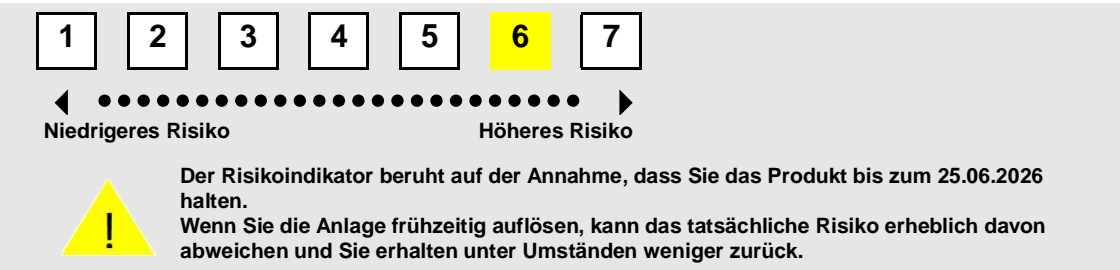 1 2 3 4 5 6 7
Niedrigeres Risiko Höheres Risiko
!
Der Risikoindikator beruht auf der Annahme, dass Sie das Produkt bis zum 25.06.2026
halten.
Wenn Sie die Anlage frühzeitig auflösen, kann das tatsächliche Risiko erheblich davon
abweichen und Sie erhalten unter Umständen weniger zurück.